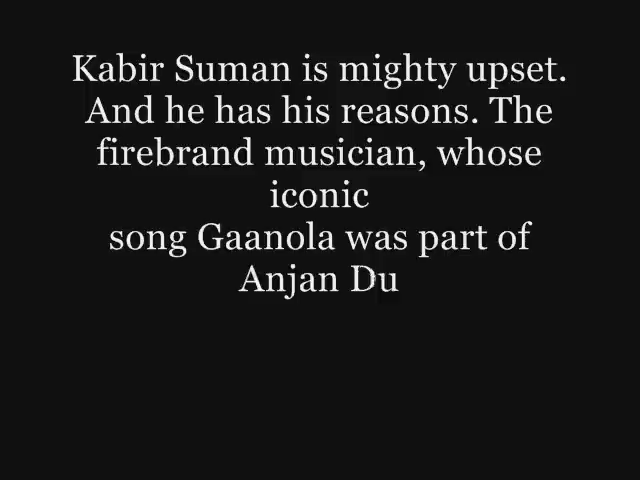 Kabir Suman is mighty upset.
And he has his reasons. The
firebrand musician, whose
iconic
song Gaanola was part of
Anjan Du